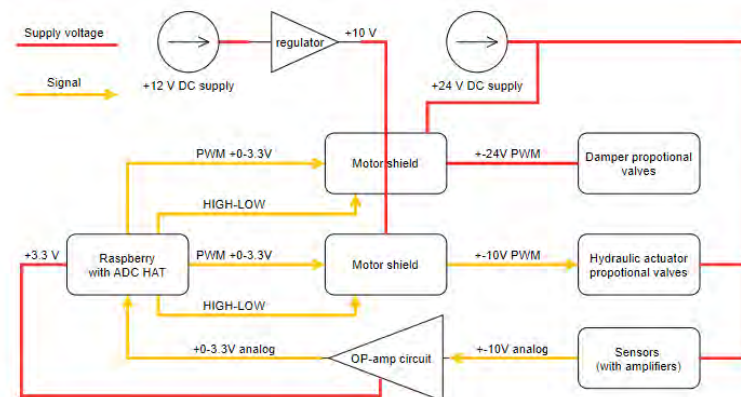 Supply voltage
Signal
+12 V DC supply
regulator
+10 V
+24 V DC supply
PWM +0-3.3V
Motor shield
+-24V PWM
Damper propotional
valves
HIGH-LOW
+3.3 V
Raspberry
with ADC HAT
PWM +0-3.3V
Motor shield
+-10V PWM
Hydraulic actuator
propotional valves
HIGH-LOW
+0-3.3V analog
OP-amp circuit
+-10V analog
Sensors
(with amplifiers)